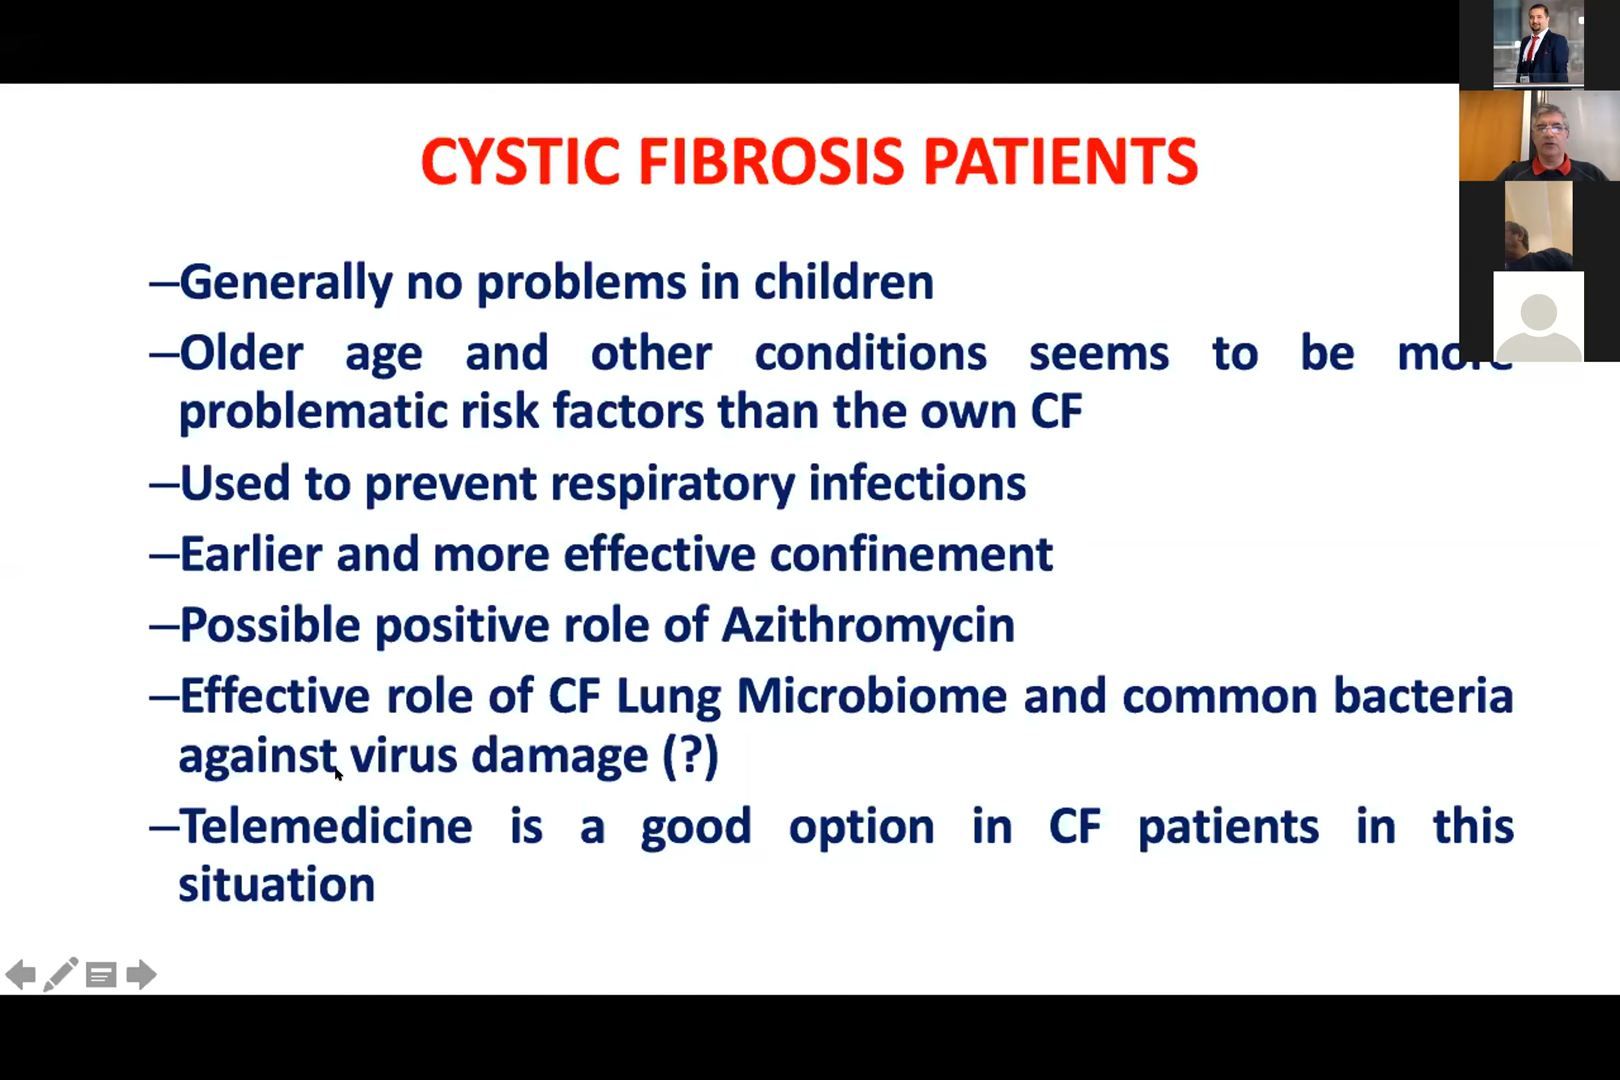 CYSTIC FIBROSIS PATIENTS
–Generally no problems in children
–Older age and other conditions seems to be more
problematic risk factors than the own CF
–Used to prevent respiratory infections
–Earlier and more effective confinement
–Possible positive role of Azithromycin
–Effective role of CF Lung Microbiome and common bacteria
against virus damage (?)
–Telemedicine is a good option in CF patients in this
situation